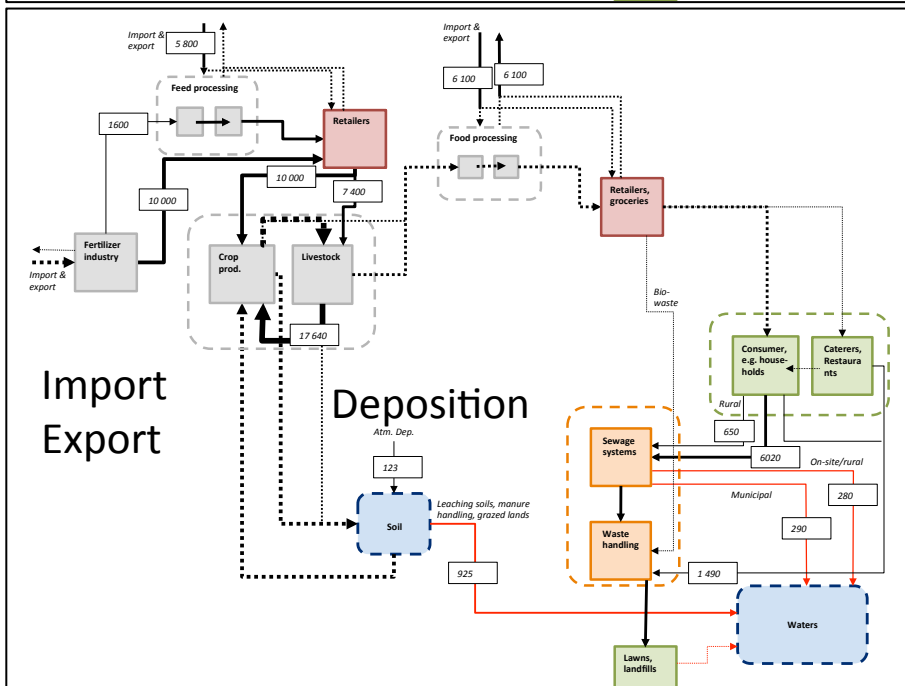 Import &
export
5 800
Import &
export
6 100
6 100
Feed processing
1600
Retailers
Food processing
10 000
10 000
7 400
Retailers,
groceries
Fertilizer
industry
Crop
prod.
Livestock
Import &
export
Bio-
waste
17 640
Consumer,
e.g. house-
holds
Caterers,
Restaura
nts
Import
Export
Deposition
Rural
650
Atm. Dep.
Sewage
systems
6020
On-site/rural
123
280
Municipal
Leaching soils, manure
handling, grazed lands
290
Soil
Waste
handling
925
1 490
Waters
Lawns,
landfills